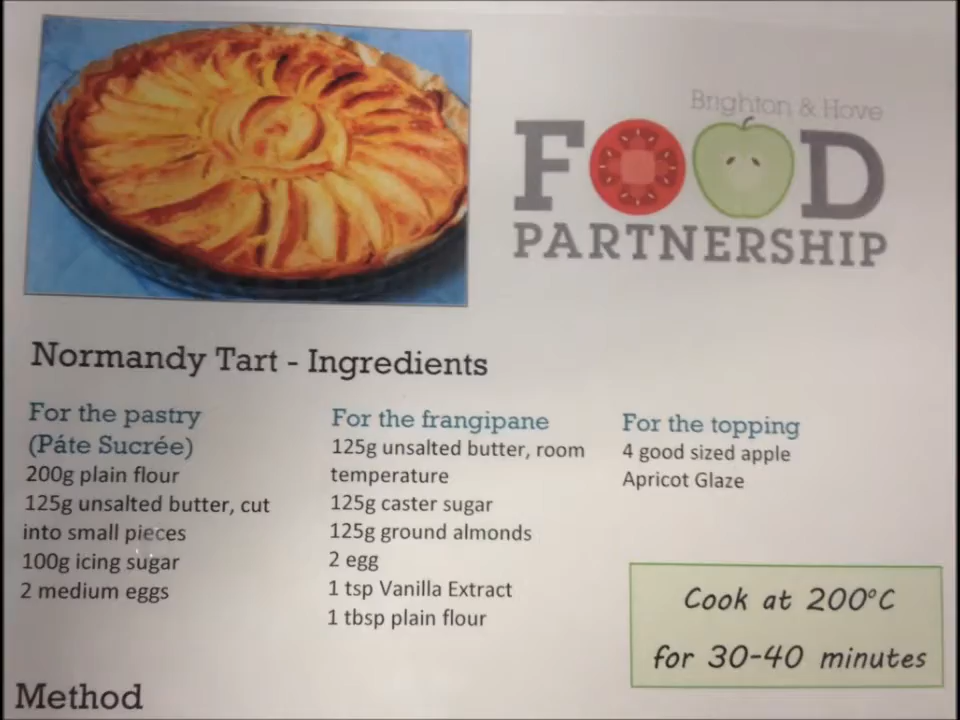 Brighton & Hove
FOOD
PARTNERSHIP
Normandy Tart - Ingredients
For the pastry
(Páte Sucrée)
200g plain flour
125g unsalted butter, cut
into small pieces
100g icing sugar
2 medium eggs
For the frangipane
125g unsalted butter, room
temperature
125g caster sugar
125g ground almonds
2 egg
1 tsp Vanilla Extract
1 tbsp plain flour
For the topping
4 good sized apple
Apricot Glaze
Cook at 200°C
for 30-40 minutes
Method